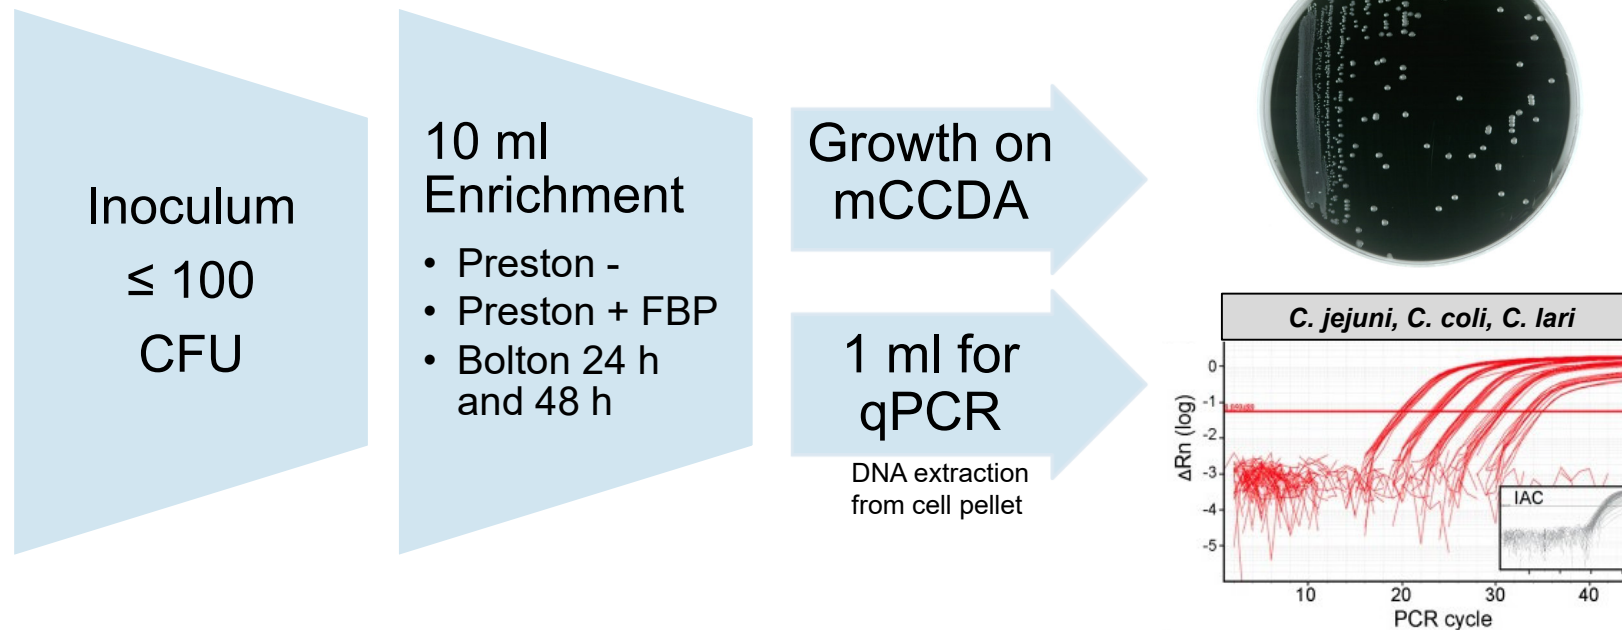 Inoculum
≤ 100
CFU
10 ml
Enrichment
• Preston -
• Preston + FBP
• Bolton 24 h
and 48 h
Growth on
mCCDA
1 ml for
qPCR
DNA extraction
from cell pellet
C. jejuni, C. coli, C. lari
ΔRn (log)
0
-1
-2
-3
-4
-5
IAC
10 20 30 40
PCR cycle